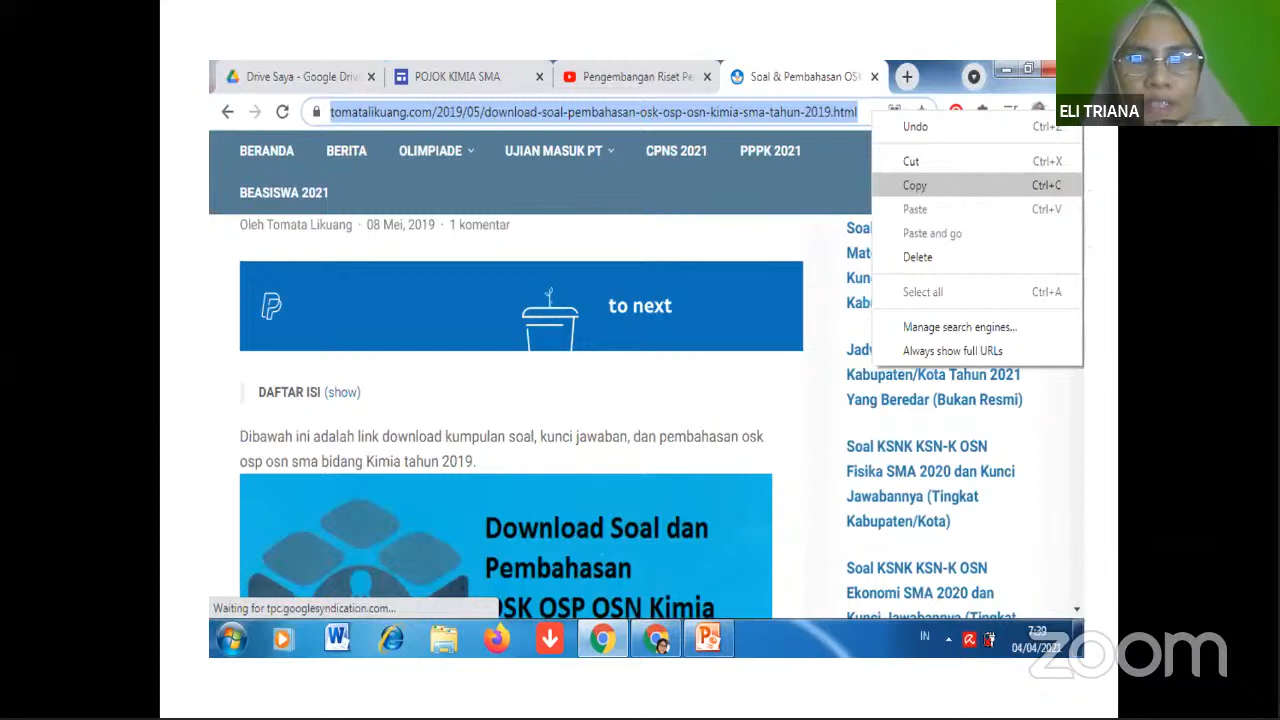 Drive Saya - Google Driv
POJOK KIMIA SMA
Pengembangan Riset Pe
Soal & Pembahasan OSK
tomatalikuang.com/2019/05/download-soal-pembahasan-osk-osp-osn-kimia-sma-tahun-2019.html
ELI TRIANA
BERANDA
BERITA
OLIMPIADE
UJIAN MASUK PT
CPNS 2021
PPPK 2021
BEASISWA 2021
Undo Ctrl+Z
Cut Ctrl+X
Copy Ctrl+C
Paste Ctrl+V
Paste and go
Delete
Select all Ctrl+A
Manage search engines...
Always show full URLs
Oleh Tomata Likuang · 08 Mei, 2019 · 1 komentar
to next
DAFTAR ISI (show)
Dibawah ini adalah link download kumpulan soal, kunci jawaban, dan pembahasan osk
osp osn sma bidang Kimia tahun 2019.
Download Soal dan
Pembahasan
OSK OSP OSN Kimia
Soal
Mate
Kun
Kab
Jadw
Kabupaten/Kota Tahun 2021
Yang Beredar (Bukan Resmi)
Soal KSNK KSN-K OSN
Fisika SMA 2020 dan Kunci
Jawabannya (Tingkat
Kabupaten/Kota)
Soal KSNK KSN-K OSN
Ekonomi SMA 2020 dan
Kunci Jawabannya (Tingkat
Waiting for tpc.googlesyndication.com...
IN
7:39
04/04/2021
zoom